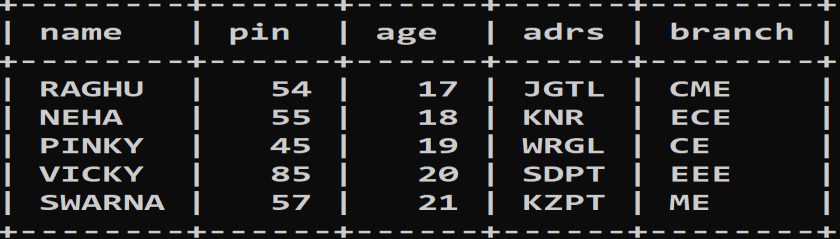 +---------+------+------+------+--------+
| name | pin | age | adrs | branch |
+---------+------+------+------+--------+
| RAGHU | 54 | 17 | JGTL | CME |
| NEHA | 55 | 18 | KNR | ECE |
| PINKY | 45 | 19 | WRGL | CE |
| VICKY | 85 | 20 | SDPT | EEE |
| SWARNA | 57 | 21 | KZPT | ME |
+---------+------+------+------+--------+